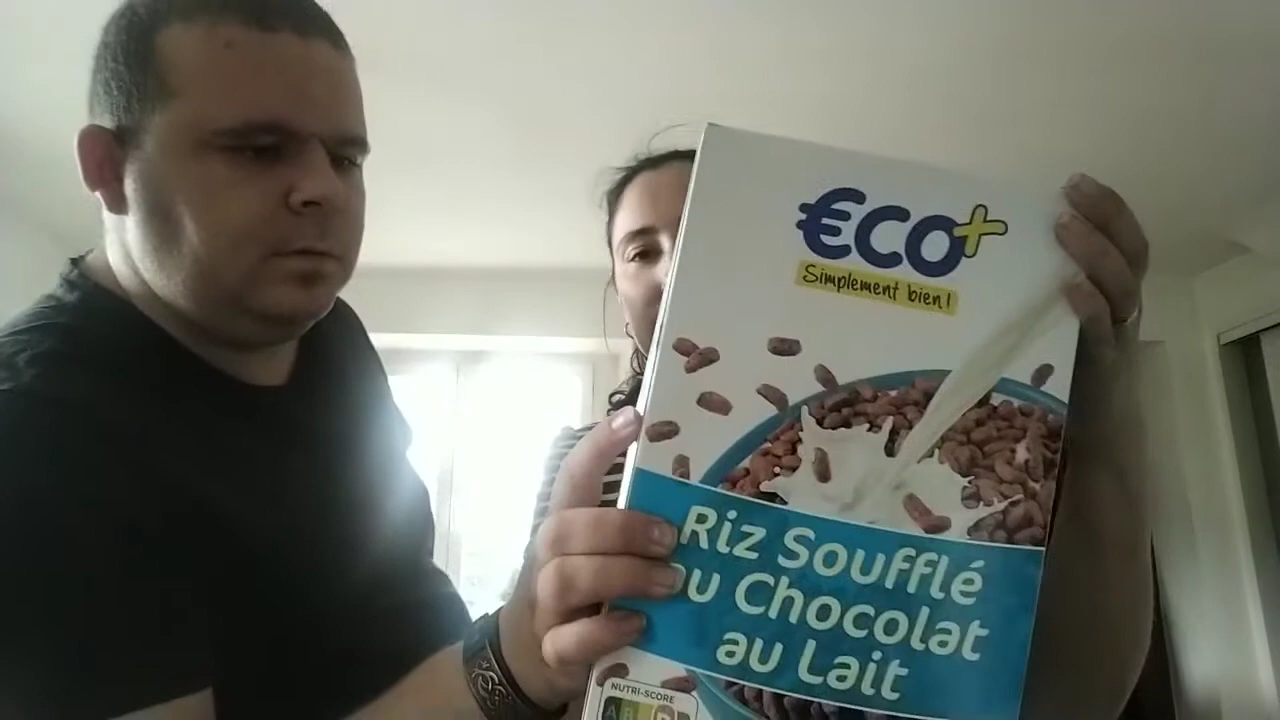 €co+
Simplement bien!
Riz Soufflé
au Chocolat
au Lait
NUTRI-SCORE